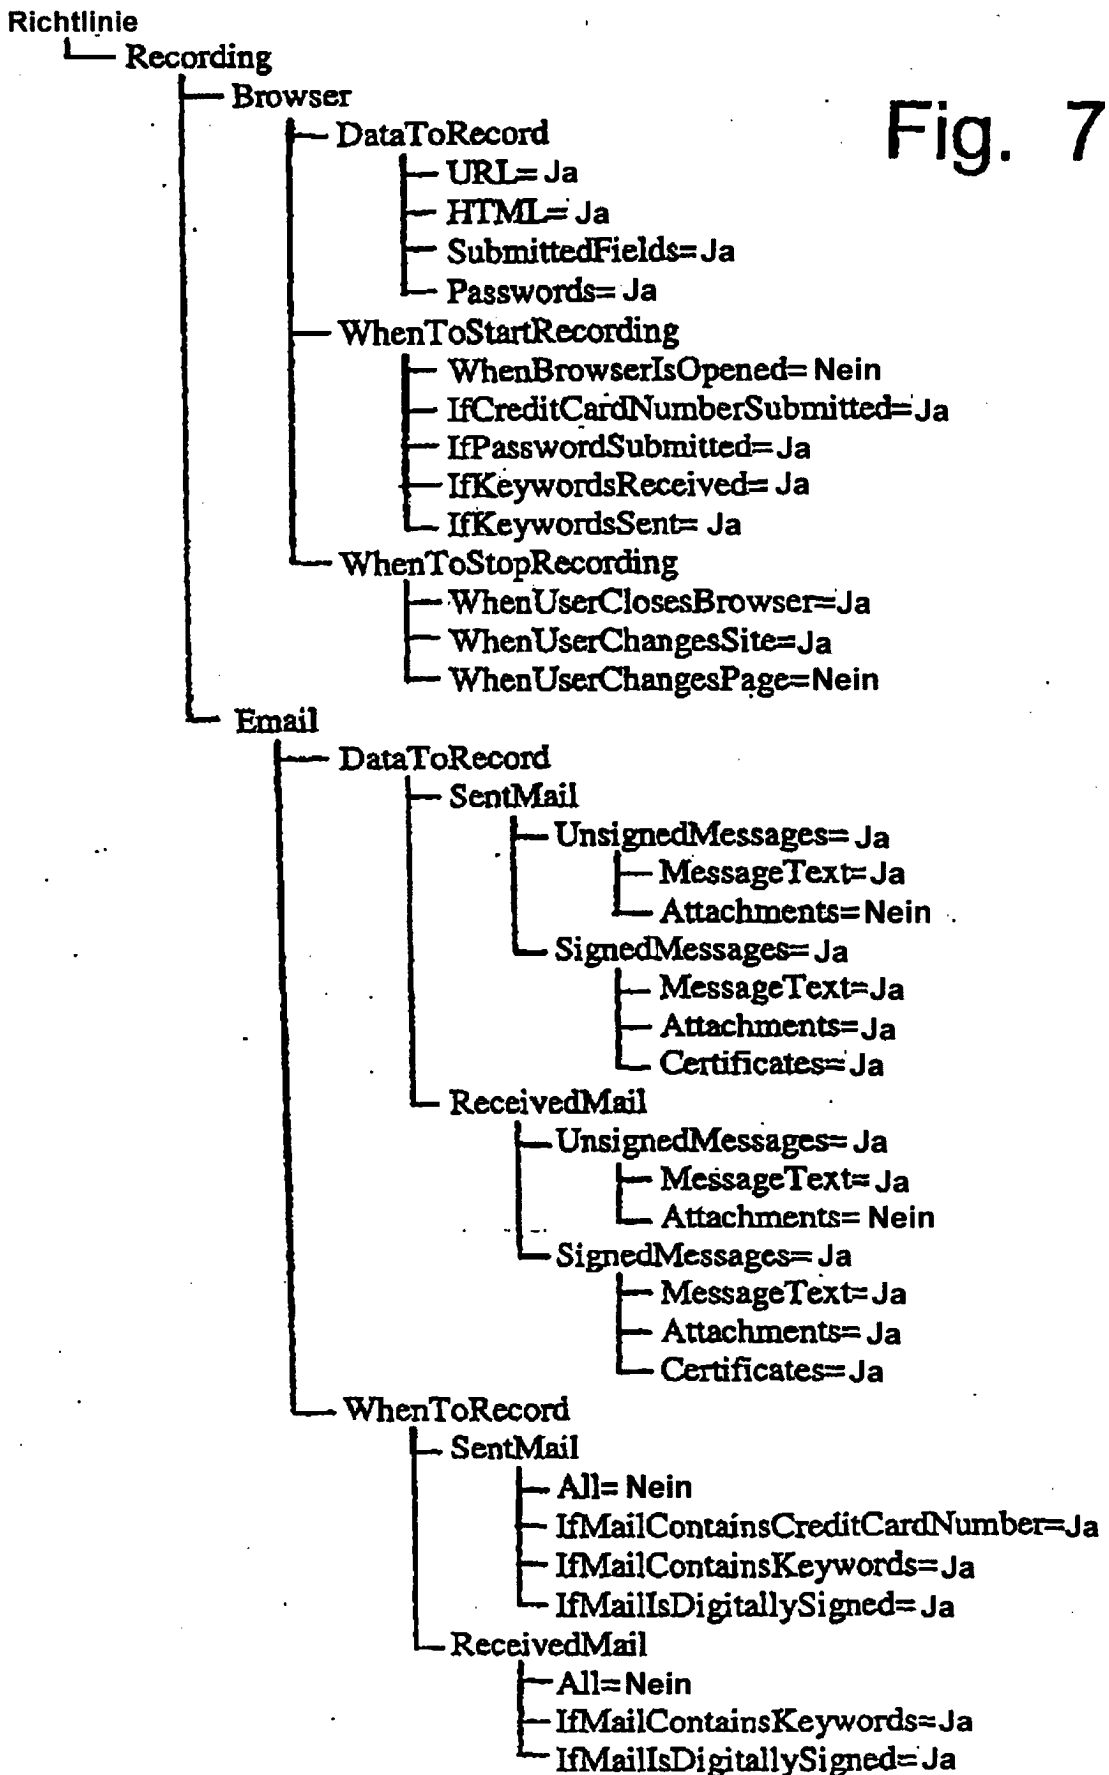 Richtlinie
Recording
Browser
Fig. 7
DataToRecord
URL= Ja
HTML= Ja
SubmittedFields= Ja
Passwords= Ja
WhenToStartRecording
WhenBrowserIsOpened= Nein
IfCreditCardNumberSubmitted= Ja
IfPasswordSubmitted= Ja
IfKeywordsReceived= Ja
IfKeywordsSent= Ja
WhenToStopRecording
WhenUserClosesBrowser=Ja
WhenUserChangesSite=Ja
WhenUserChangesPage=Nein
Email
DataToRecord
SentMail
UnsignedMessages= Ja
MessageText= Ja
Attachments= Nein
SignedMessages= Ja
MessageText=Ja
Attachments=Ja
Certificates= Ja
ReceivedMail
UnsignedMessages= Ja
MessageText= Ja
Attachments= Nein
SignedMessages= Ja
MessageText= Ja
Attachments= Ja
Certificates= Ja
WhenToRecord
SentMail
All= Nein
IfMailContainsCreditCardNumber=Ja
IfMailContainsKeywords=Ja
IfMailIsDigitallySigned= Ja
ReceivedMail
All= Nein
IfMailContainsKeywords=Ja
IfMailIsDigitallySigned= Ja